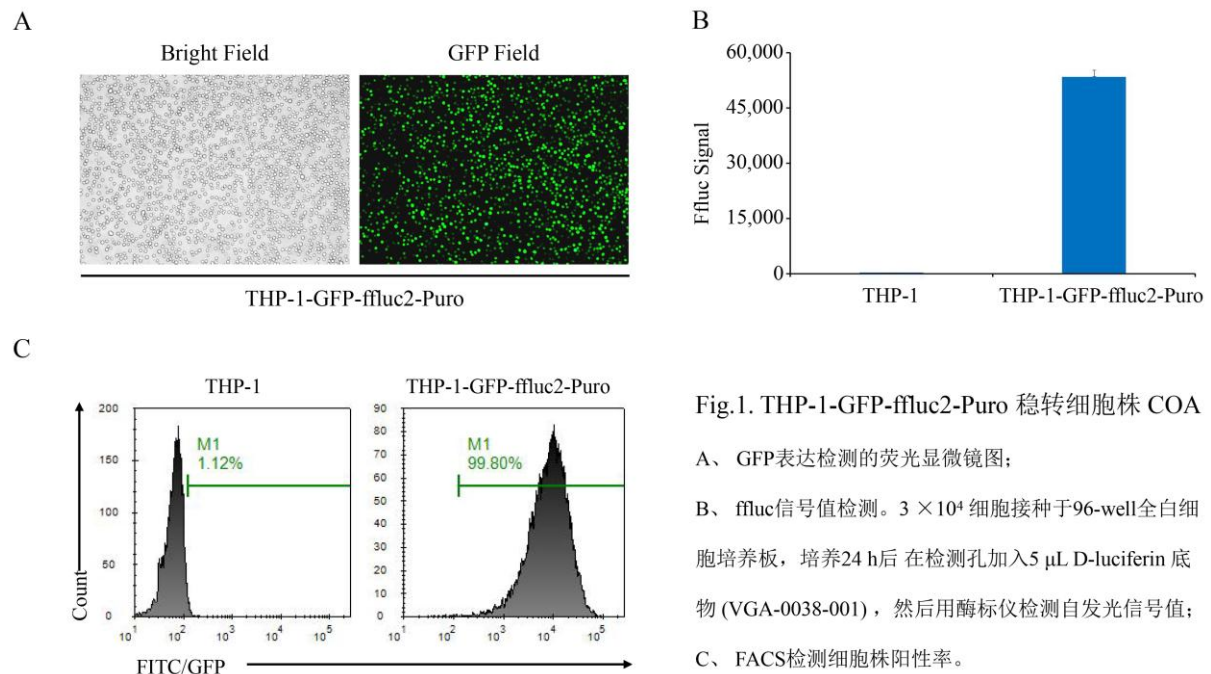 A
Bright Field
GFP Field
THP-1-GFP-ffluc2-Puro
B
Ffluc Signal
60,000
45,000
30,000
15,000
0
THP-1
THP-1-GFP-ffluc2-Puro
C
THP-1
Count
200
150
100
50
0
M1
1.12%
10¹
10²
10³
10⁴
10⁵
THP-1-GFP-ffluc2-Puro
90
80
70
60
50
40
30
20
10
0
M1
99.80%
10¹
10²
10³
10⁴
10⁵
FITC/GFP
Fig.1. THP-1-GFP-ffluc2-Puro 稳转细胞株 COA
A、 GFP表达检测的荧光显微镜图;
B、 ffluc信号值检测。3 ×10⁴ 细胞接种于96-well全白细
胞培养板，培养24 h后 在检测孔加入5 μL D-luciferin 底
物 (VGA-0038-001) ，然后用酶标仪检测自发光信号值;
C、 FACS检测细胞株阳性率。